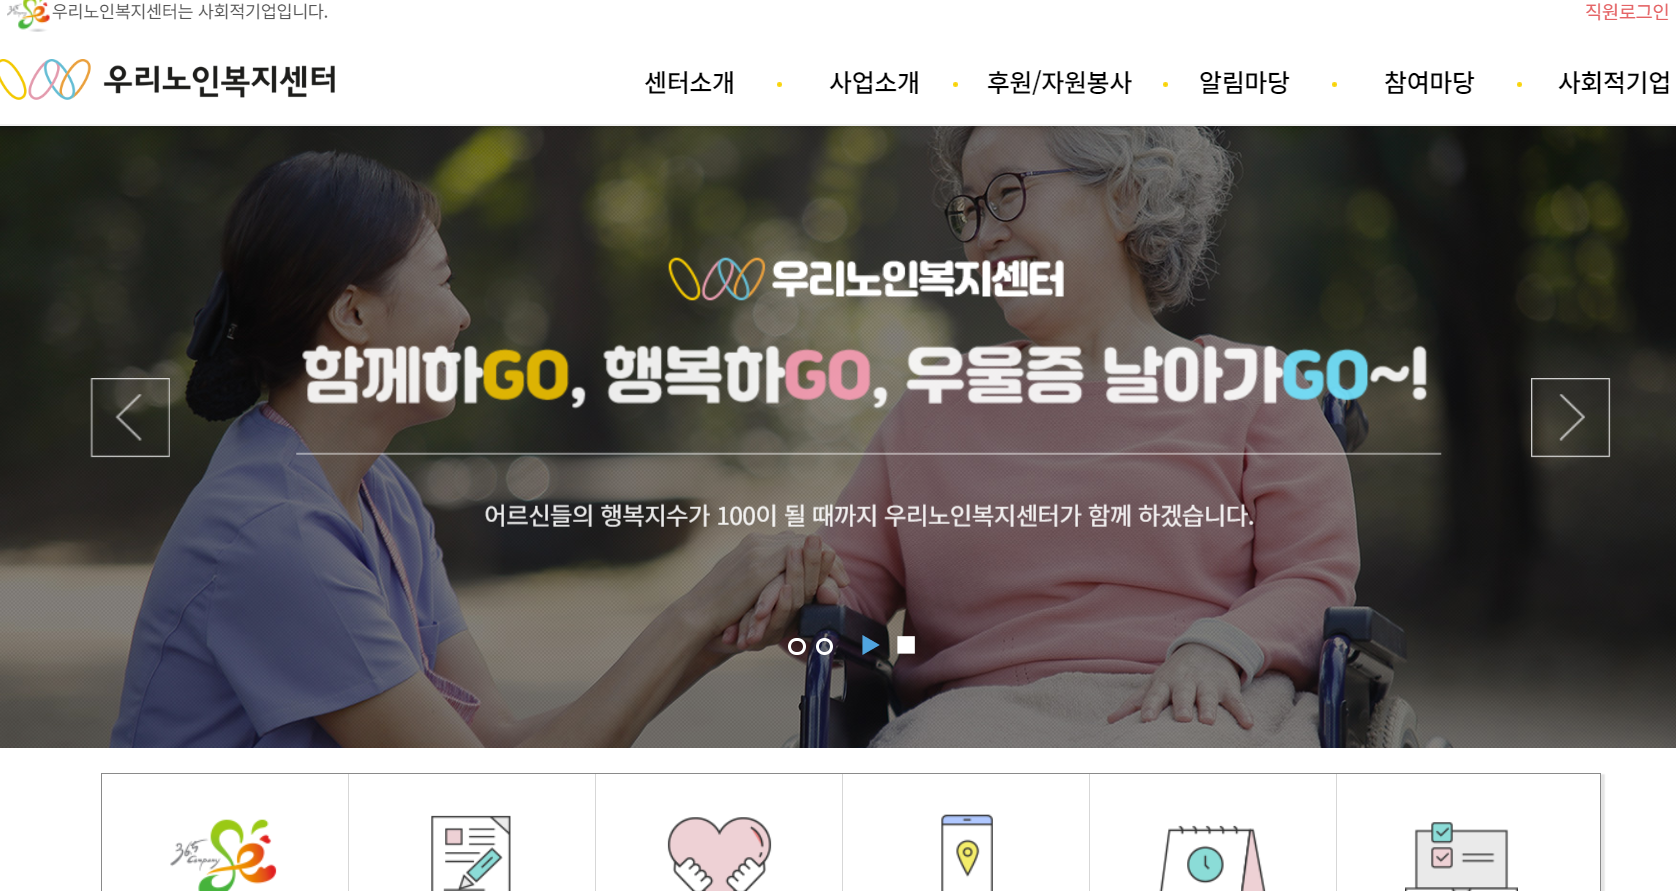 우리노인복지센터는 사회적기업입니다.
직원로그인
우리노인복지센터
센터소개
사업소개
후원/자원봉사
알림마당
참여마당
사회적기업
우리노인복지센터
함께하GO, 행복하GO, 우울증 날아가GO~!
어르신들의 행복지수가 100이 될 때까지 우리노인복지센터가 함께 하겠습니다.
365
Company